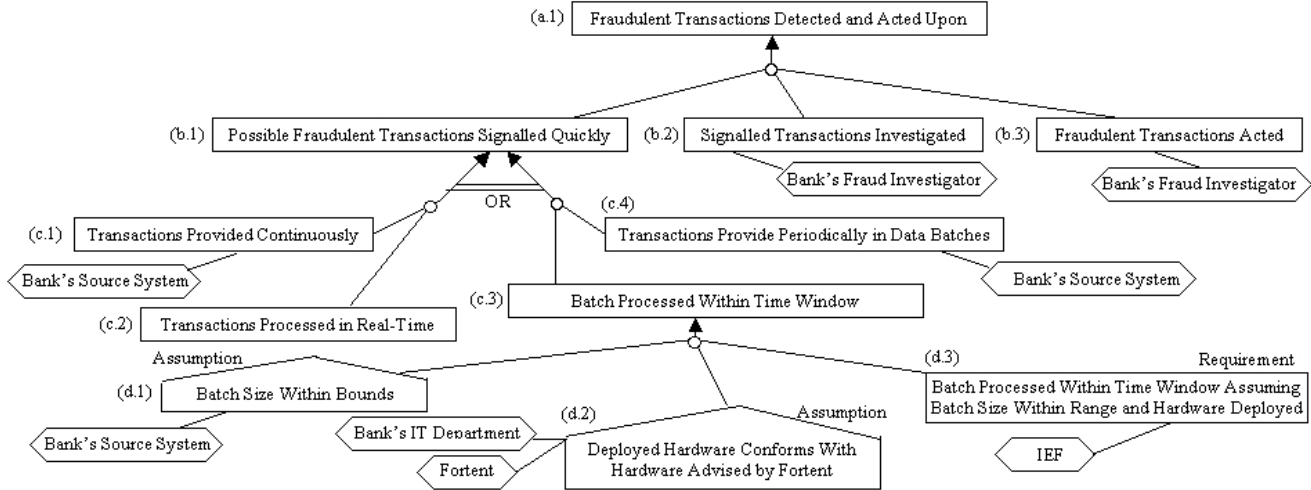 (a.1) Fraudulent Transactions Detected and Acted Upon
(b.1) Possible Fraudulent Transactions Signalled Quickly
(b.2) Signalled Transactions Investigated
(b.3) Fraudulent Transactions Acted
Bank's Fraud Investigator
Bank's Fraud Investigator
OR
(c.1) Transactions Provided Continuously
(c.4)
Transactions Provide Periodically in Data Batches
Bank's Source System
Bank's Source System
(c.3) Batch Processed Within Time Window
(c.2) Transactions Processed in Real-Time
Assumption
(d.1) Batch Size Within Bounds
Bank's Source System
(d.3) Requirement
Batch Processed Within Time Window Assuming
Batch Size Within Range and Hardware Deployed
IEF
(d.2) Assumption
Bank's IT Department
Fortent
Deployed Hardware Conforms With
Hardware Advised by Fortent